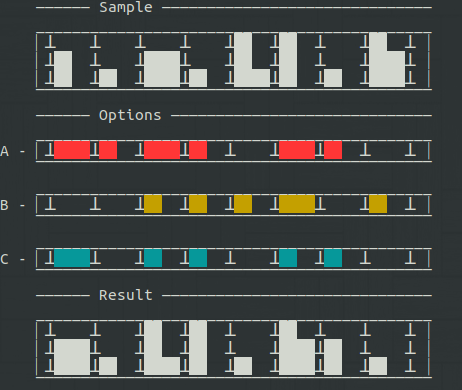 Sample
Options
A -
B -
C -
Result